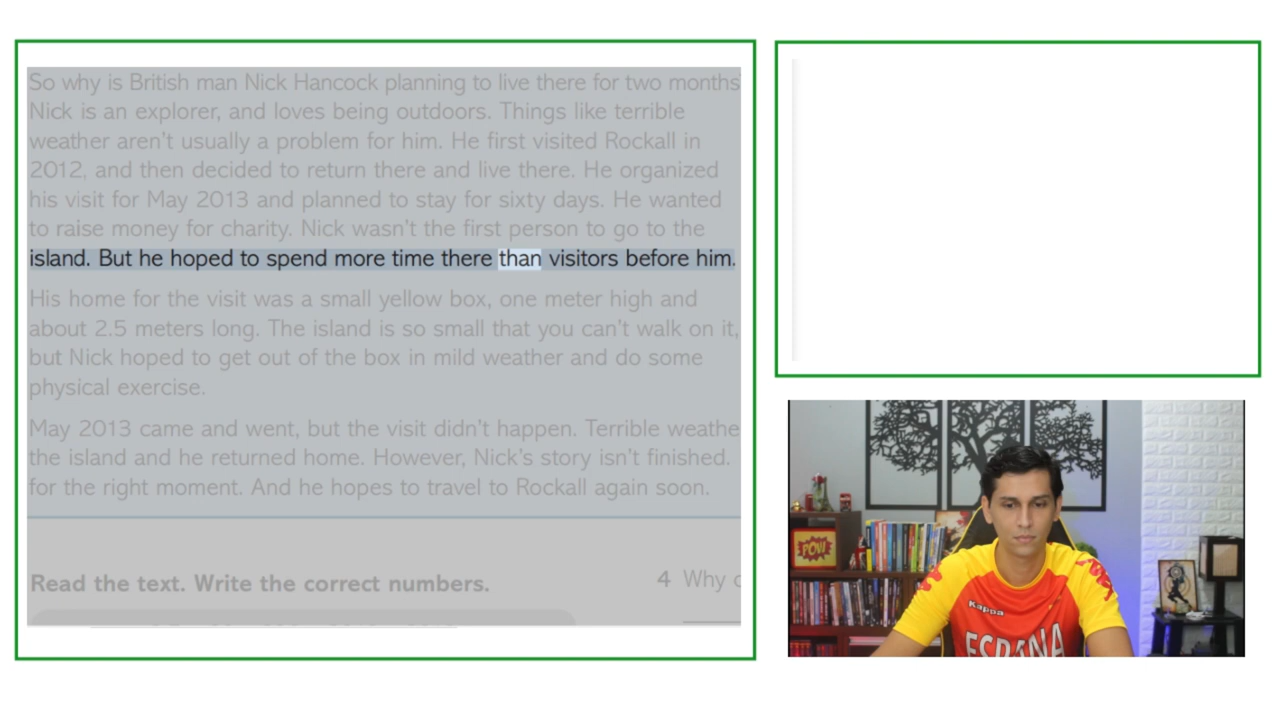 So why is British man Nick Hancock planning to live there for two months
Nick is an explorer, and loves being outdoors. Things like terrible
weather aren't usually a problem for him. He first visited Rockall in
2012, and then decided to return there and live there. He organized
his visit for May 2013 and planned to stay for sixty days. He wanted
to raise money for charity. Nick wasn't the first person to go to the
island. But he hoped to spend more time there than visitors before him.
His home for the visit was a small yellow box, one meter high and
about 2.5 meters long. The island is so small that you can't walk on it,
but Nick hoped to get out of the box in mild weather and do some
physical exercise.
May 2013 came and went, but the visit didn't happen. Terrible weathe
the island and he returned home. However, Nick's story isn't finished.
for the right moment. And he hopes to travel to Rockall again soon.
Read the text. Write the correct numbers.
4 Why
POW!
Kappa
ESPANA